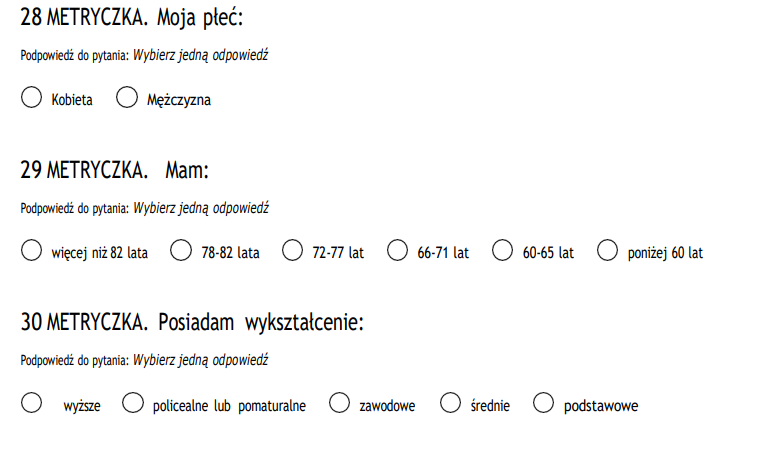 28 METRYCZKA. Moja płeć:
Podpowiedź do pytania: Wybierz jedną odpowiedź
Kobieta Mężczyzna
29 METRYCZKA. Mam:
Podpowiedź do pytania: Wybierz jedną odpowiedź
więcej niż 82 lata 78-82 lata 72-77 lat 66-71 lat 60-65 lat poniżej 60 lat
30 METRYCZKA. Posiadam wykształcenie:
Podpowiedź do pytania: Wybierz jedną odpowiedź
wyższe policealne lub pomaturalne zawodowe średnie podstawowe